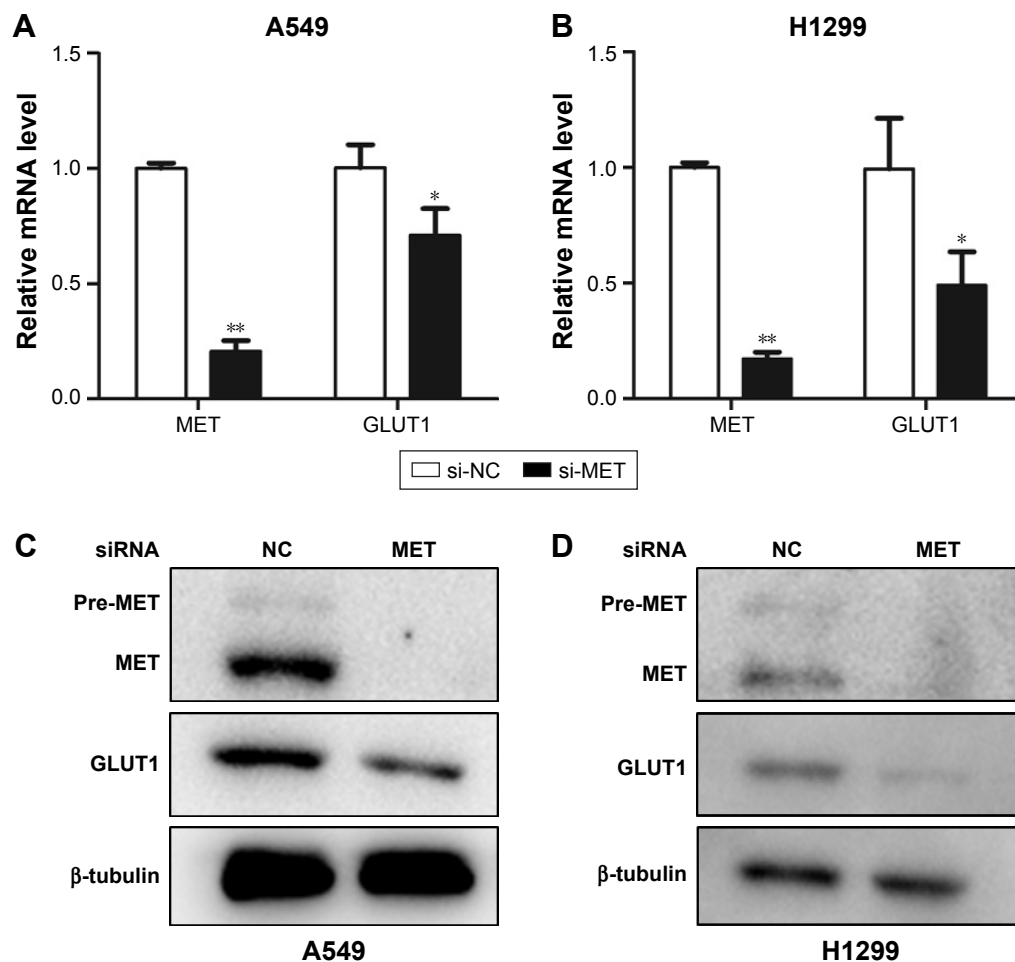 A
A549
Relative mRNA level
1.5
1.0
0.5
0.0
**
*
MET
GLUT1
B
H1299
Relative mRNA level
1.5
1.0
0.5
0.0
**
*
MET
GLUT1
si-NC si-MET
C
siRNA NC MET
Pre-MET
MET
GLUT1
β-tubulin
A549
D
siRNA NC MET
Pre-MET
MET
GLUT1
β-tubulin
H1299